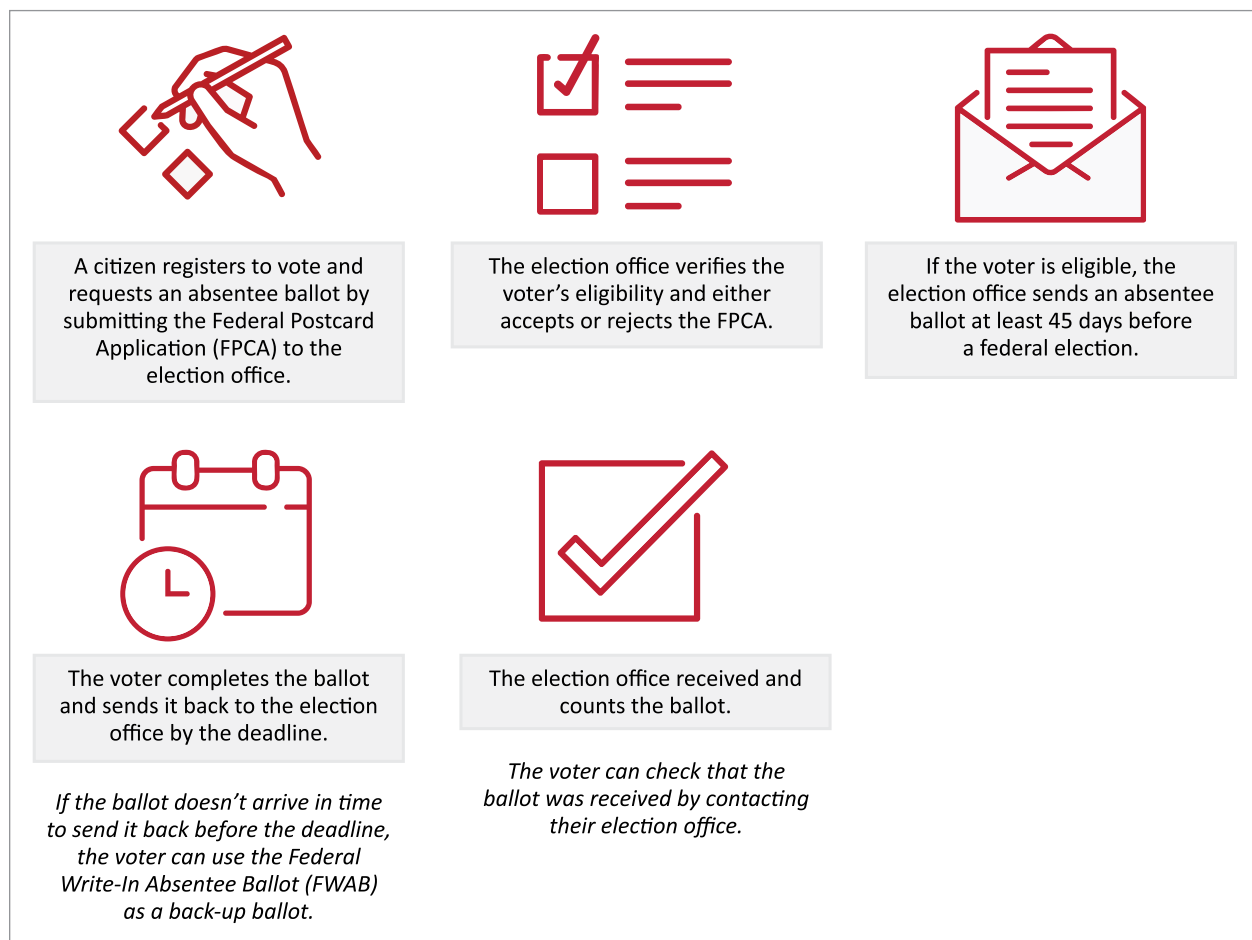 A citizen registers to vote and
requests an absentee ballot by
submitting the Federal Postcard
Application (FPCA) to the
election office.
The election office verifies the
voter’s eligibility and either
accepts or rejects the FPCA.
If the voter is eligible, the
election office sends an absentee
ballot at least 45 days before
a federal election.
The voter completes the ballot
and sends it back to the election
office by the deadline.
If the ballot doesn’t arrive in time
to send it back before the deadline,
the voter can use the Federal
Write-In Absentee Ballot (FWAB)
as a back-up ballot.
The election office received and
counts the ballot.
The voter can check that the
ballot was received by contacting
their election office.